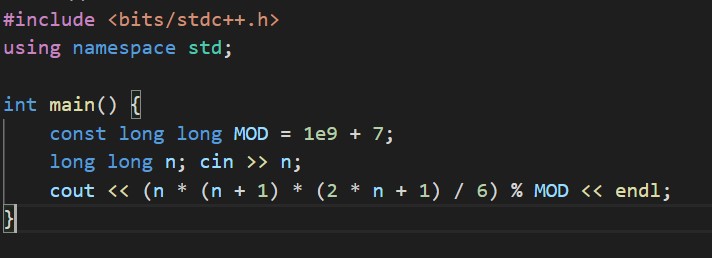 #include <bits/stdc++.h>
using namespace std;
int main() {
    const long long MOD = 1e9 + 7;
    long long n; cin >> n;
    cout << (n * (n + 1) * (2 * n + 1) / 6) % MOD << endl;
}